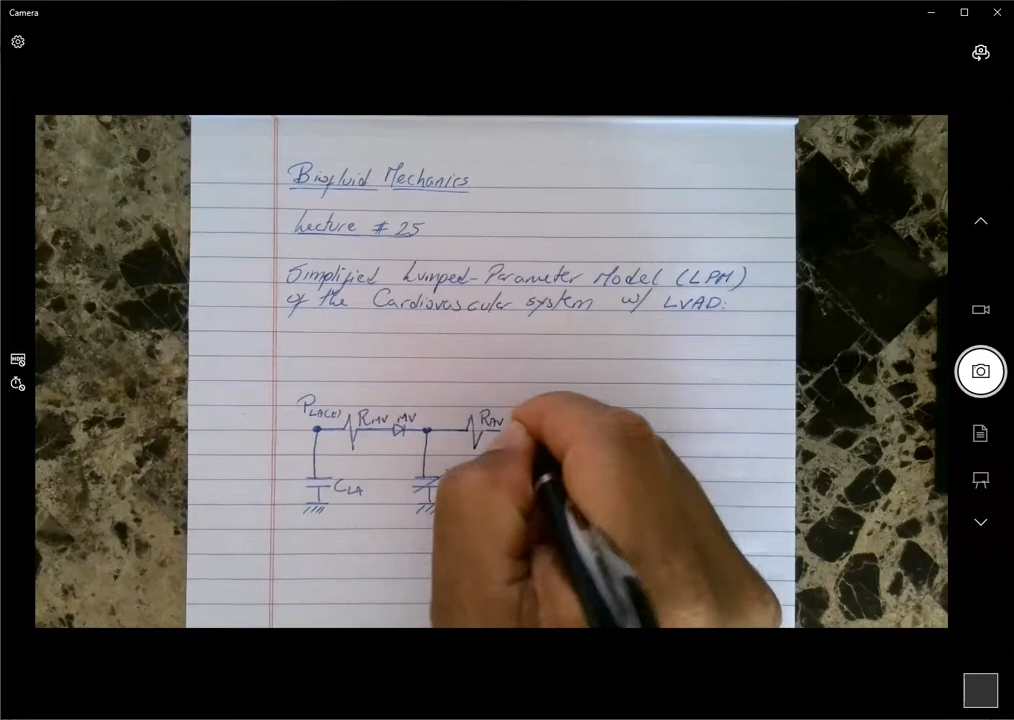 Camera
Biofluid Mechanics
Lecture # 25
Simplified Lumped-Parameter Model (LPM)
of the Cardiovascular system w/ LVAD:
PLA(t) RMV MV RAV
CLA